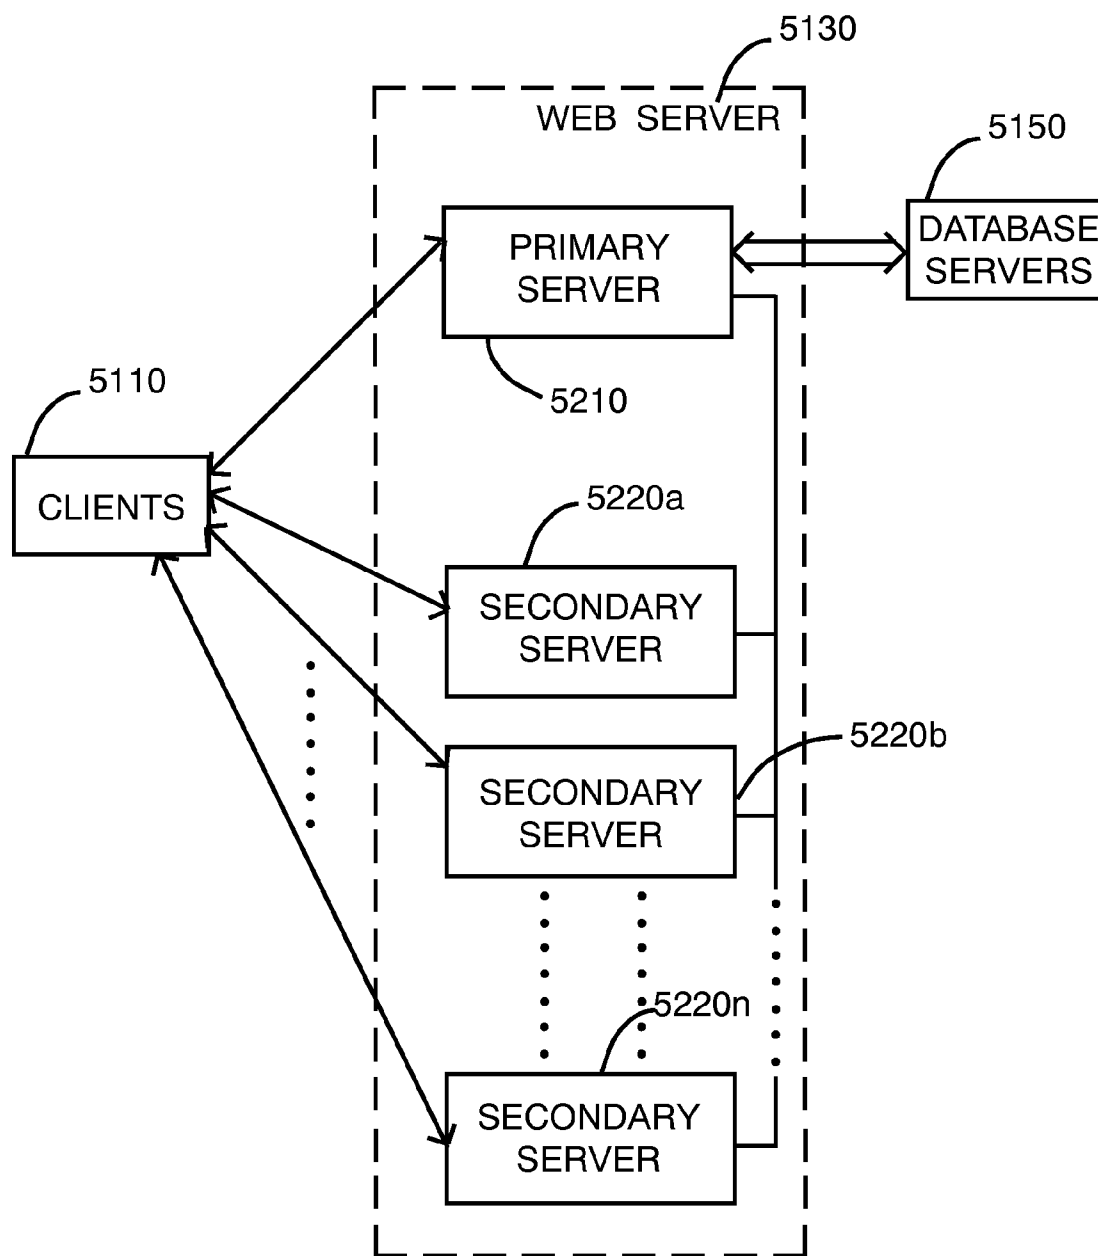 5130
WEB SERVER
5150
PRIMARY
SERVER
DATABASE
SERVERS
5110
5210
CLIENTS
5220a
SECONDARY
SERVER
5220b
SECONDARY
SERVER
5220n
SECONDARY
SERVER